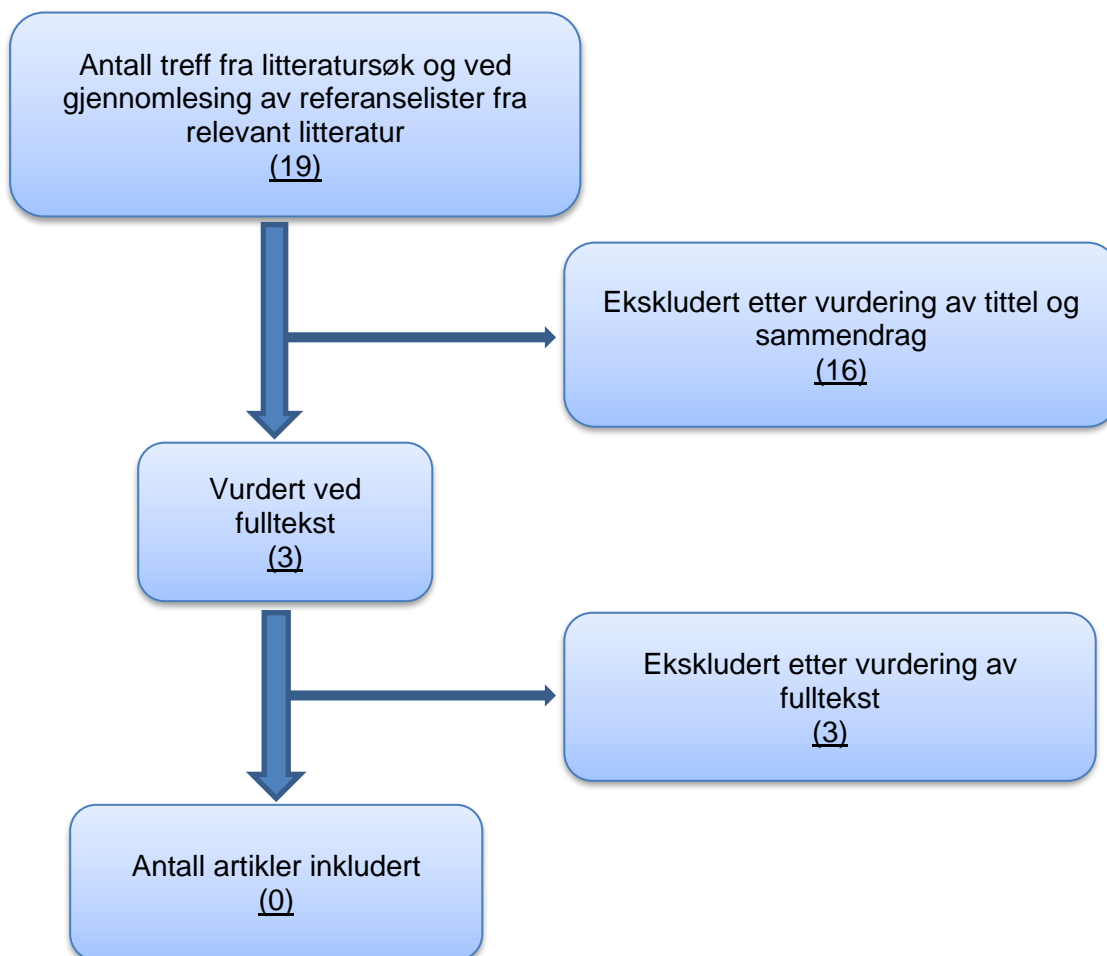 Antall treff fra litteratursøk og ved
gjennomlesing av referanselister fra
relevant litteratur
(19)
Ekskludert etter vurdering av tittel og
sammendrag
(16)
Vurdert ved
fulltekst
(3)
Ekskludert etter vurdering av
fulltekst
(3)
Antall artikler inkludert
(0)